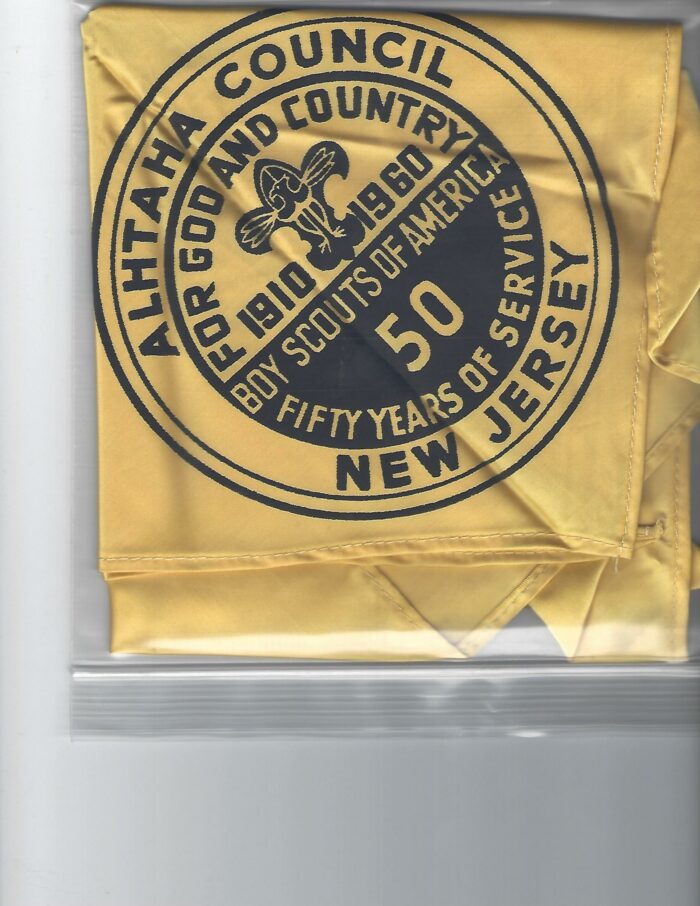 ALHTAHA COUNCIL
FOR GOD AND COUNTRY
1910 1960
BOY SCOUTS OF AMERICA
50
FIFTY YEARS OF SERVICE
NEW JERSEY